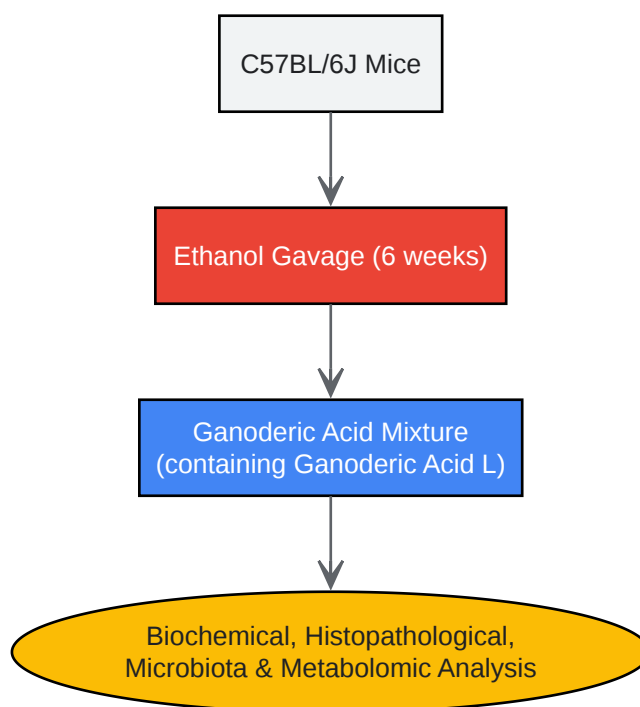 C57BL/6J Mice
Ethanol Gavage (6 weeks)
Ganoderic Acid Mixture
(containing Ganoderic Acid L)
Biochemical, Histopathological,
Microbiota & Metabolomic Analysis